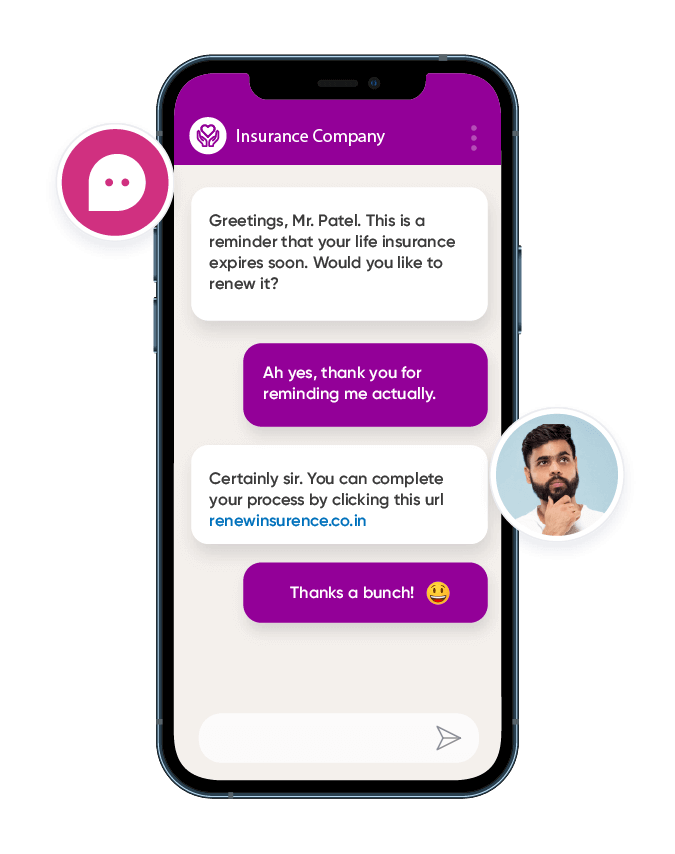 Insurance Company
Greetings, Mr. Patel. This is a
reminder that your life insurance
expires soon. Would you like to
renew it?
Ah yes, thank you for
reminding me actually.
Certainly sir. You can complete
your process by clicking this url
renewinsurence.co.in
Thanks a bunch! 😃